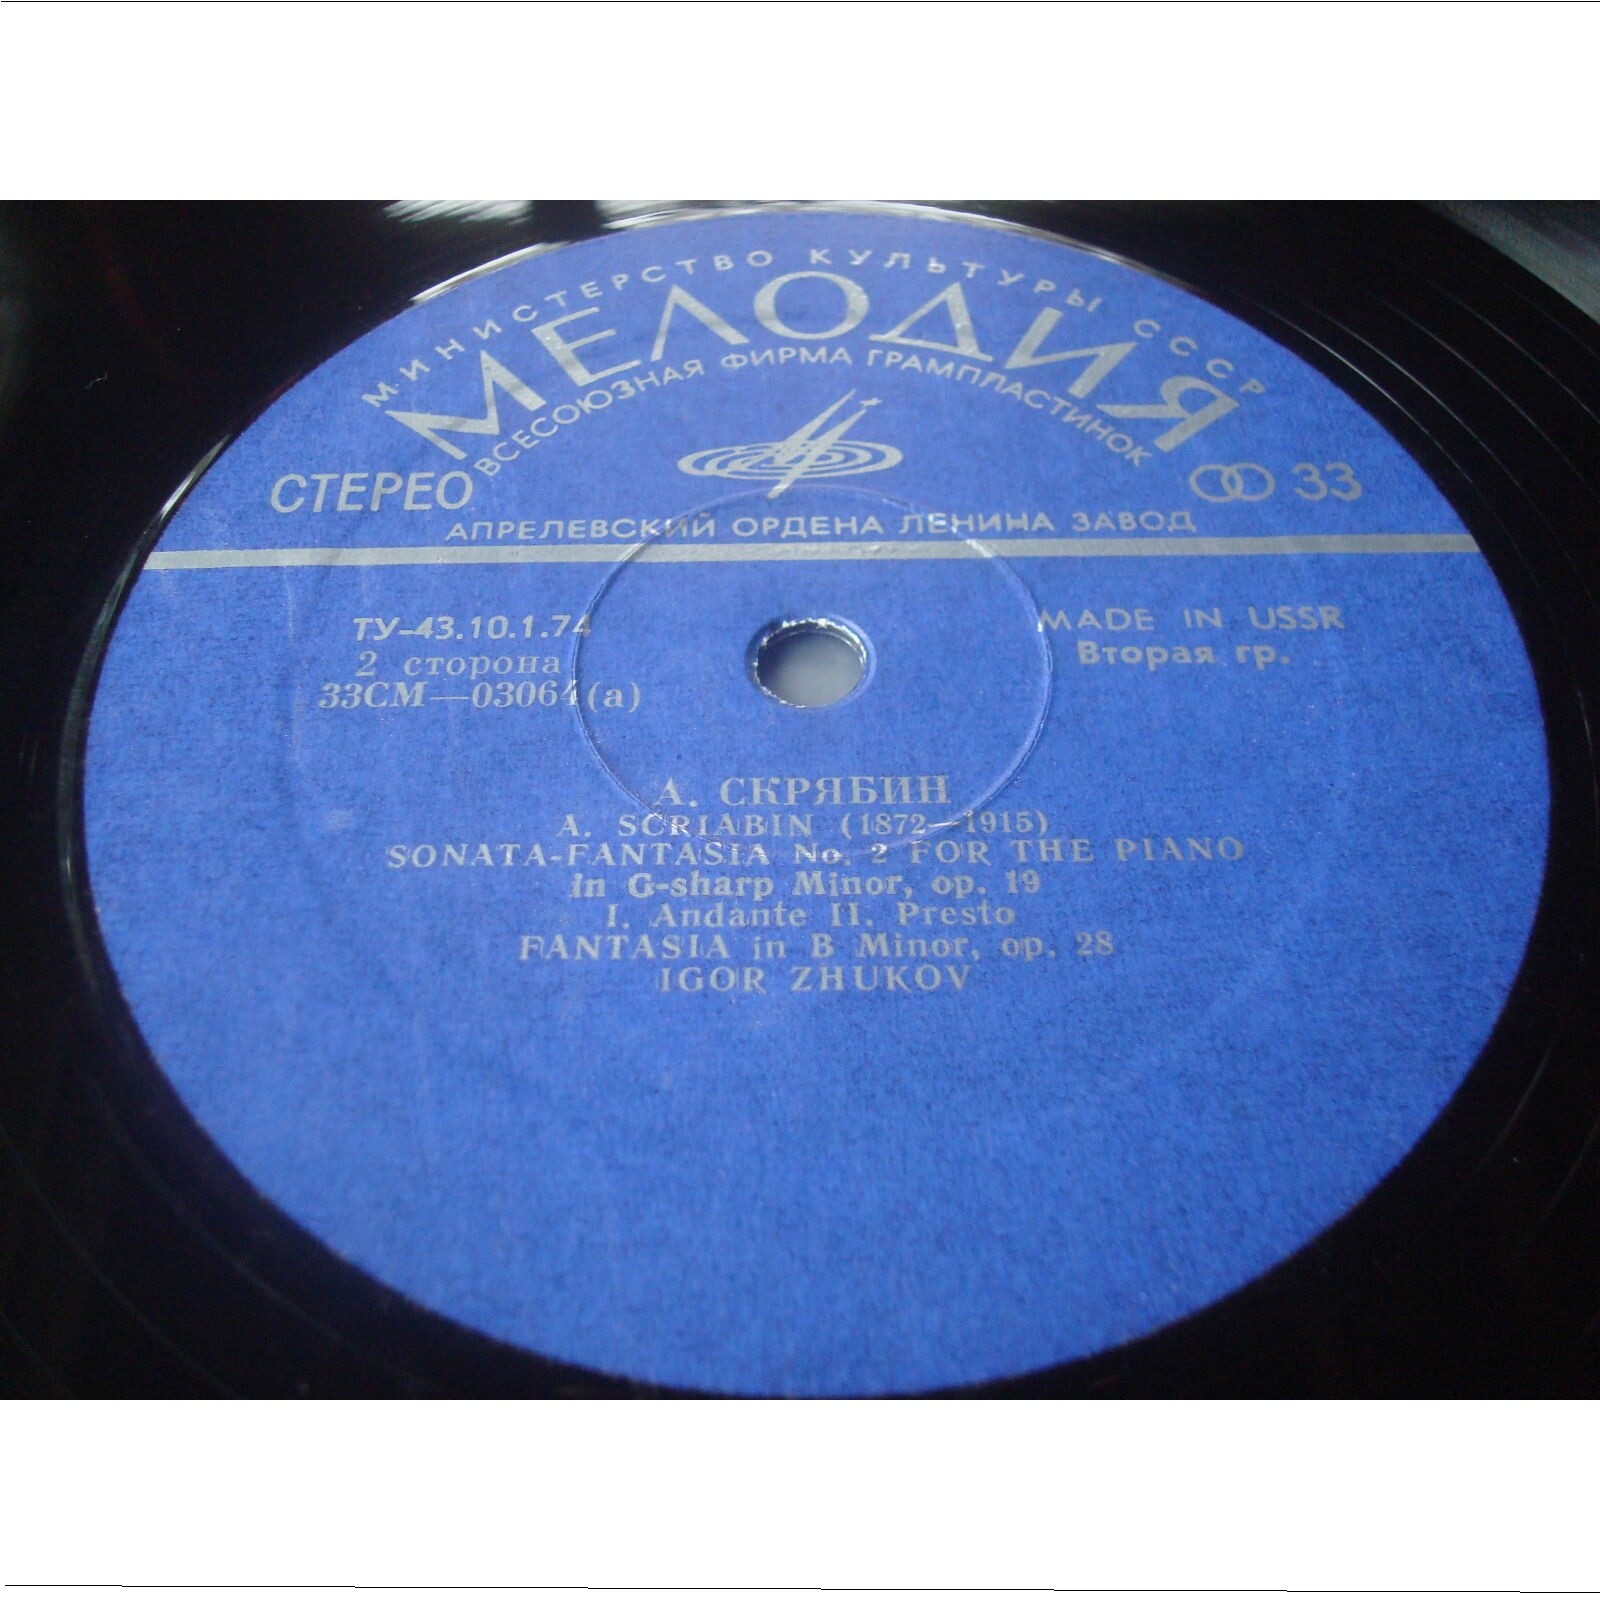 МИНИСТЕРСТВО КУЛЬТУРЫ СССР
МЕЛОДИЯ
ВСЕСОЮЗНАЯ ФИРМА ГРАМПЛАСТИНОК
СТЕРЕО
33
АПРЕЛЕВСКИЙ ОРДЕНА ЛЕНИНА ЗАВОД
ТУ-43.10.1.74
2 сторона
33СМ—03064(а)
MADE IN USSR
Вторая гр.
А. СКРЯБИН
A. SCRIABIN (1872—1915)
SONATA-FANTASIA No. 2 FOR THE PIANO
in G-sharp Minor, op. 19
I. Andante II. Presto
FANTASIA in B Minor, op. 28
IGOR ZHUKOV